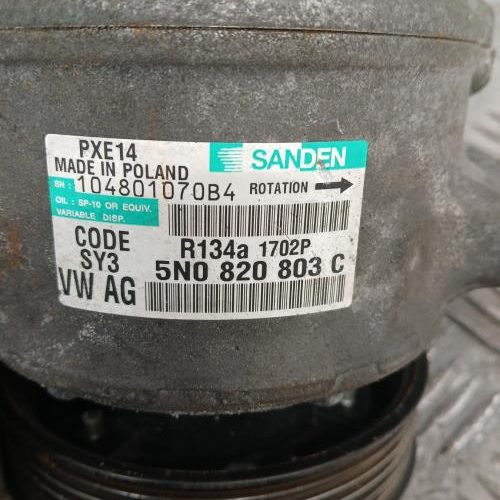 PXE14
SANDEN
MADE IN POLAND
SN : 104801070B4
ROTATION
OIL : SP-10 OR EQUIV.
VARIABLE DISP.
CODE
SY3
R134a 1702P
5N0 820 803 C
VW AG